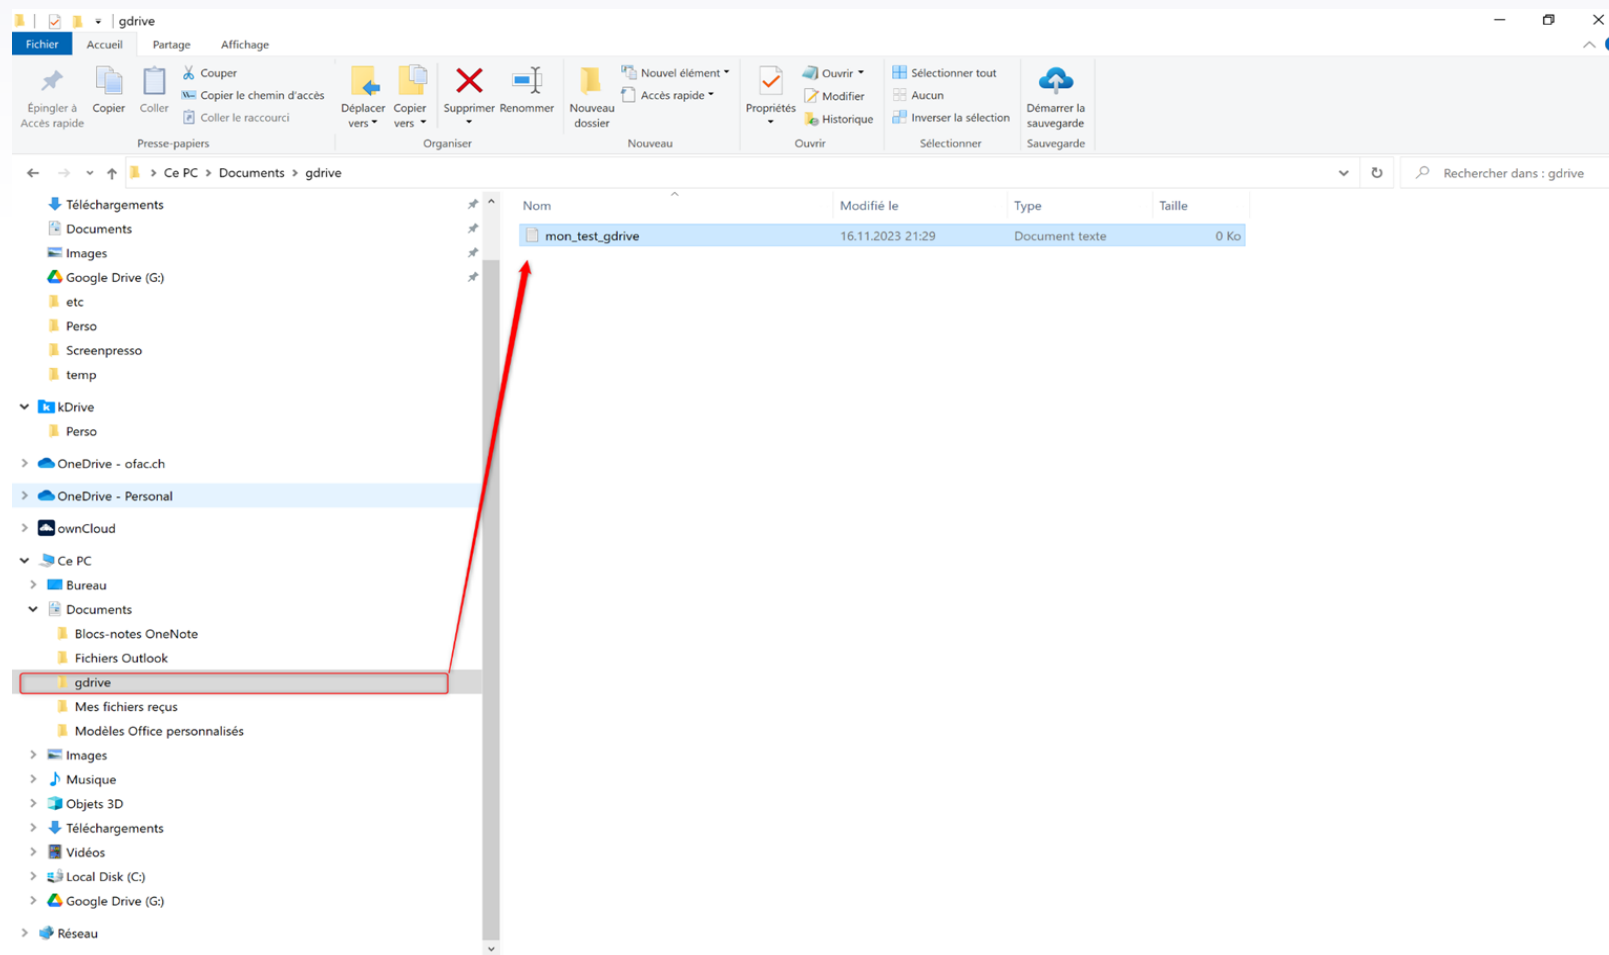 gdrive
Fichier Accueil Partage Affichage
Épingler à Accès rapide
Copier
Coller
Couper
Copier le chemin d'accès
Coller le raccourci
Presse-papiers
Déplacer vers
Copier vers
Supprimer
Renommer
Organiser
Nouveau dossier
Nouvel élément
Accès rapide
Nouveau
Propriétés
Ouvrir
Modifier
Historique
Ouvrir
Sélectionner tout
Aucun
Inverser la sélection
Sélectionner
Démarrer la sauvegarde
Sauvegarde
Ce PC > Documents > gdrive
Rechercher dans : gdrive
Téléchargements
Documents
Images
Google Drive (G:)
etc
Perso
Screenpresso
temp
kDrive
Perso
OneDrive - ofac.ch
OneDrive - Personal
ownCloud
Ce PC
Bureau
Documents
Blocs-notes OneNote
Fichiers Outlook
gdrive
Mes fichiers reçus
Modèles Office personnalisés
Images
Musique
Objets 3D
Téléchargements
Vidéos
Local Disk (C:)
Google Drive (G:)
Réseau
Nom Modifié le Type Taille
mon_test_gdrive 16.11.2023 21:29 Document texte 0 Ko